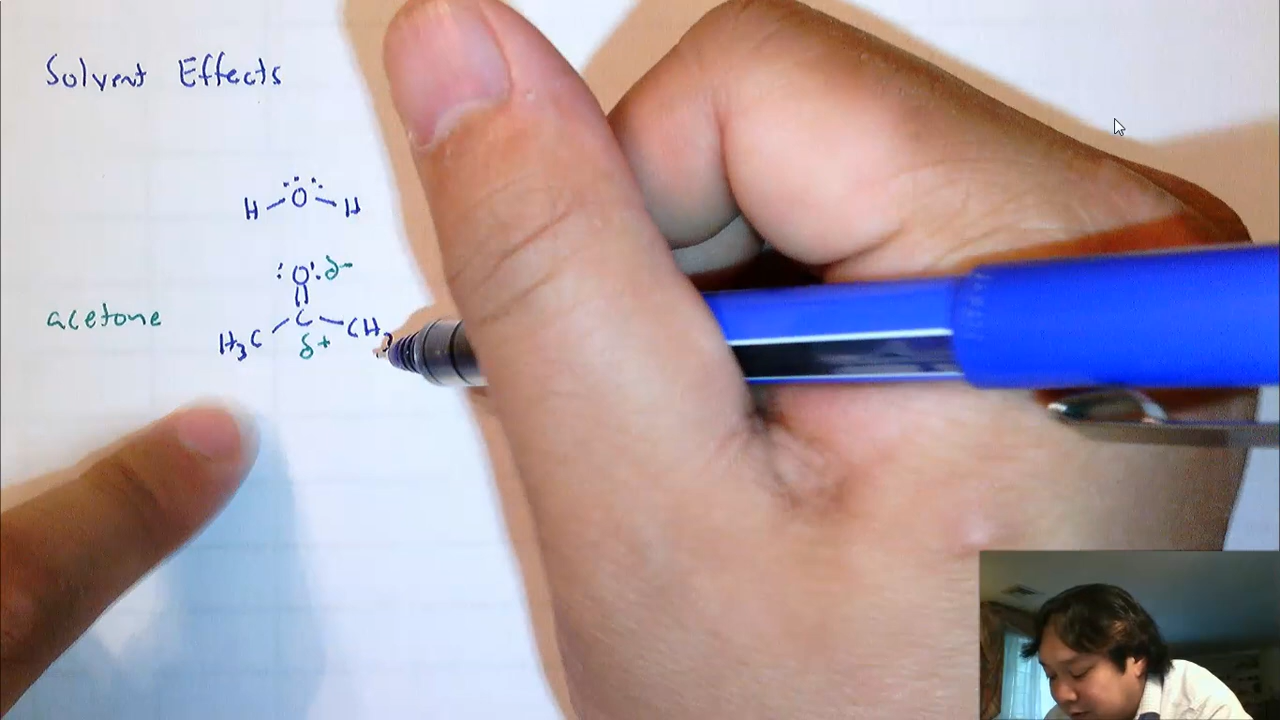 Solvent Effects
H - O - H
:O: δ-
||
acetone H3C - C - CH3
δ+